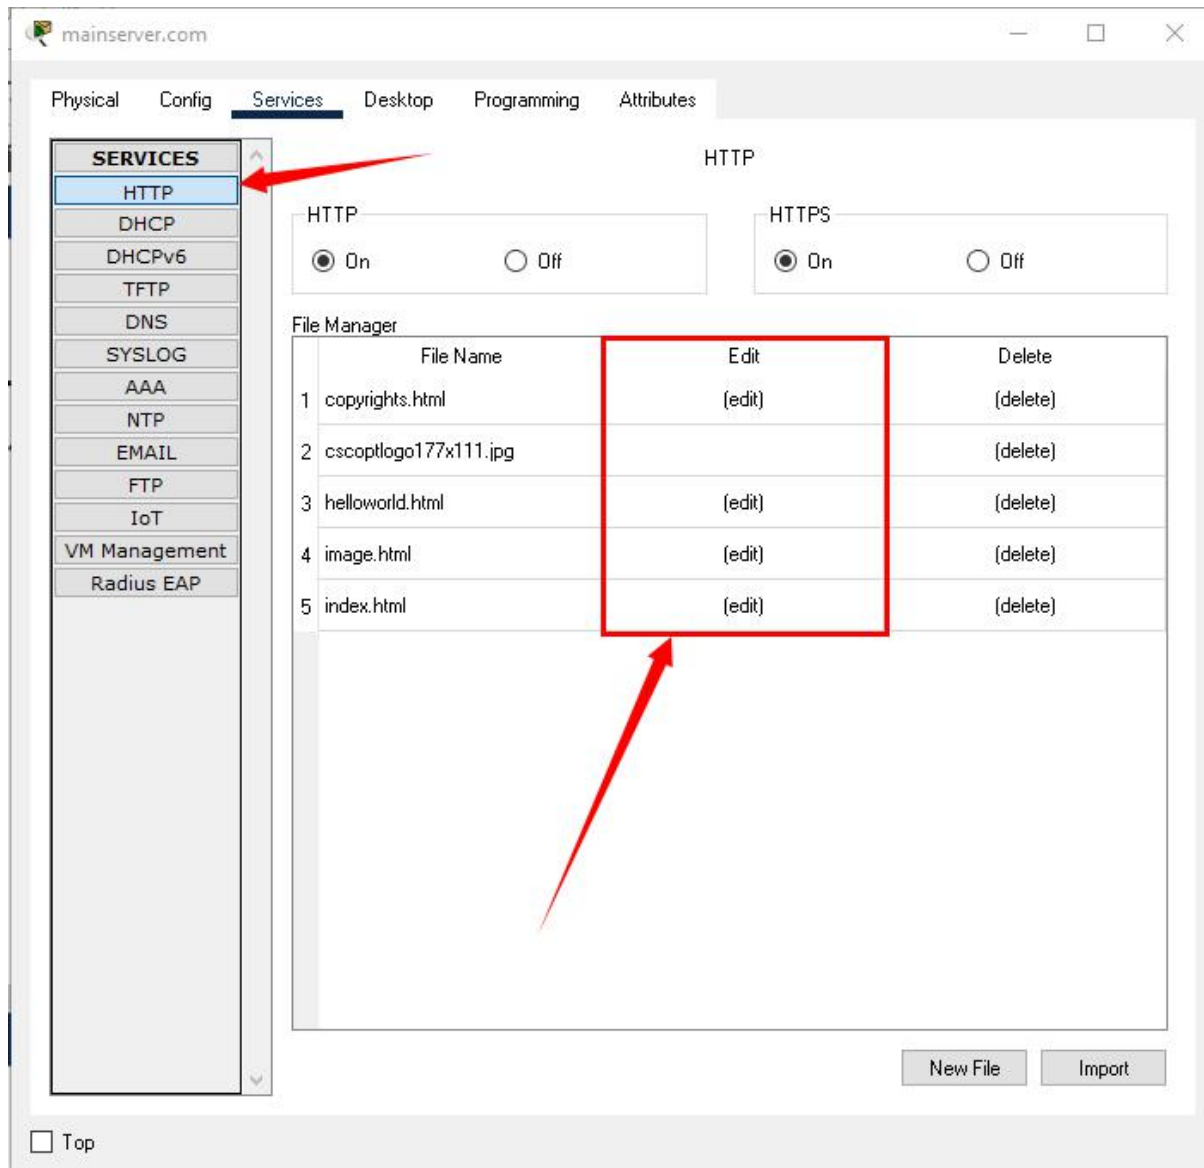 mainserver.com
Physical Config Services Desktop Programming Attributes
SERVICES
HTTP
DHCP
DHCPv6
TFTP
DNS
SYSLOG
AAA
NTP
EMAIL
FTP
IoT
VM Management
Radius EAP
HTTP
HTTP
On Off
HTTPS
On Off
File Manager
File Name Edit Delete
1 copyrights.html (edit) (delete)
2 cscoptlogo177x111.jpg (delete)
3 helloworld.html (edit) (delete)
4 image.html (edit) (delete)
5 index.html (edit) (delete)
New File Import
Top